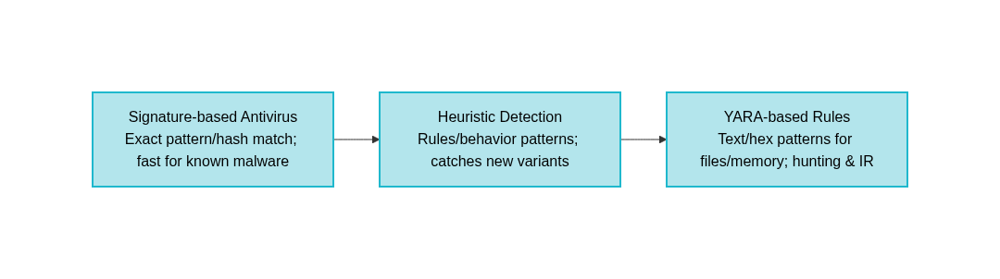 Signature-based Antivirus
Exact pattern/hash match;
fast for known malware
Heuristic Detection
Rules/behavior patterns;
catches new variants
YARA-based Rules
Text/hex patterns for
files/memory; hunting & IR